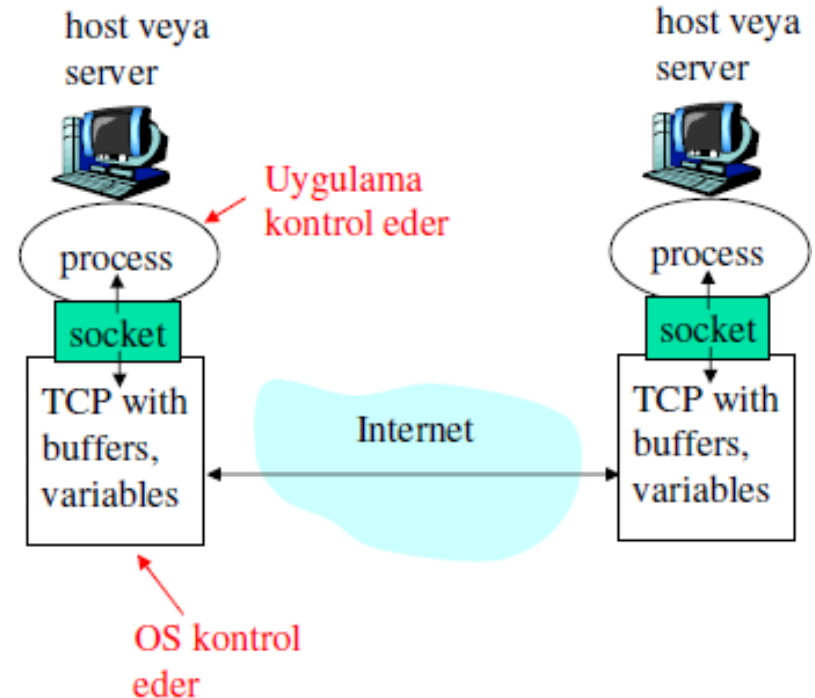 host veya
server
host veya
server
Uygulama
kontrol eder
process
process
socket
socket
TCP with
buffers,
variables
Internet
TCP with
buffers,
variables
OS kontrol
eder